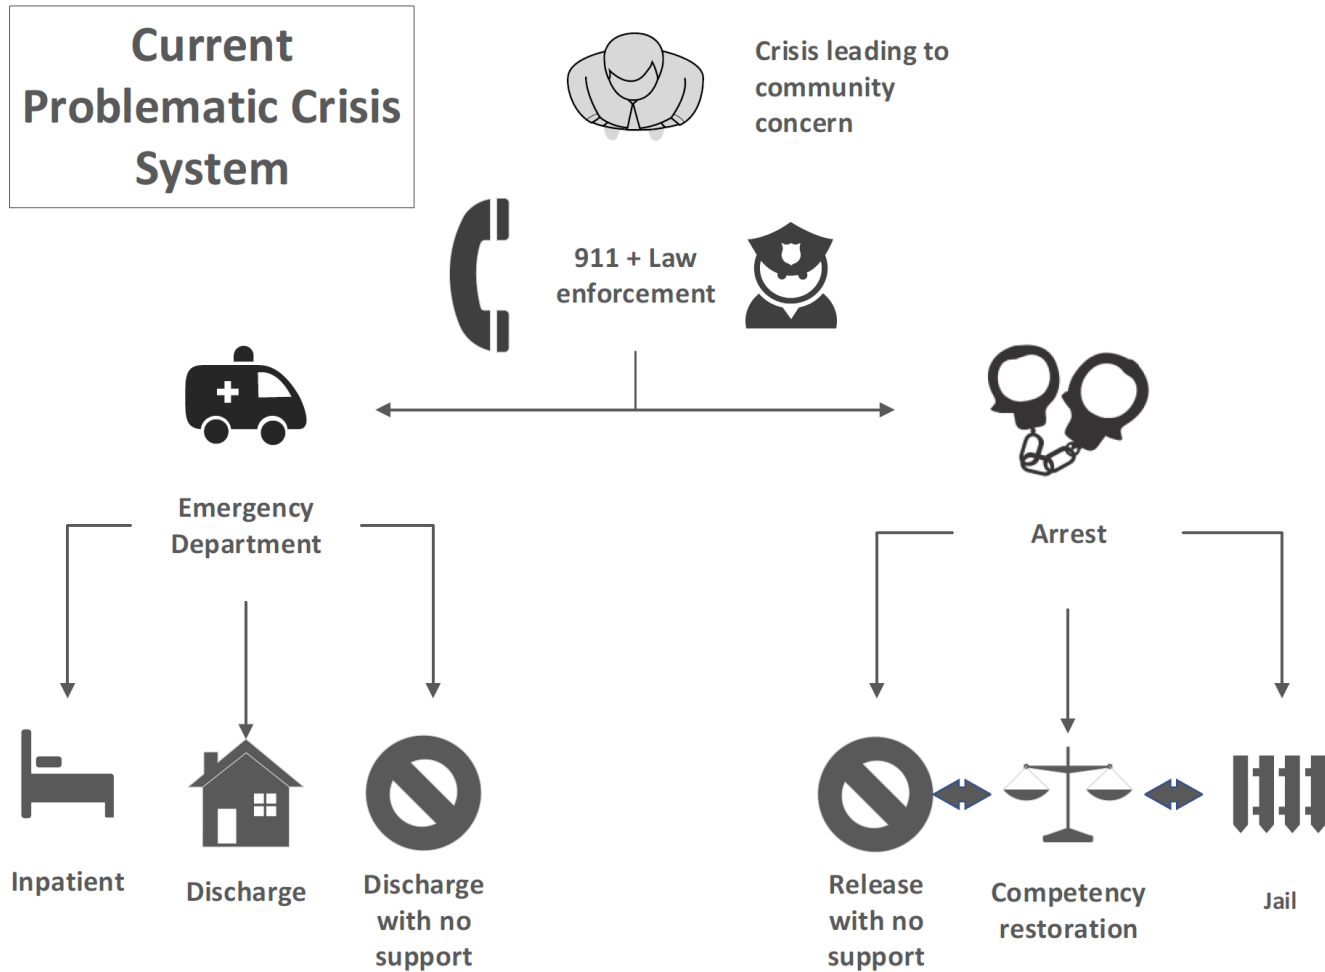 Current
Problematic Crisis
System
Crisis leading to
community
concern
911 + Law
enforcement
Emergency
Department
Arrest
Inpatient
Discharge
Discharge
with no
support
Release
with no
support
Competency
restoration
Jail